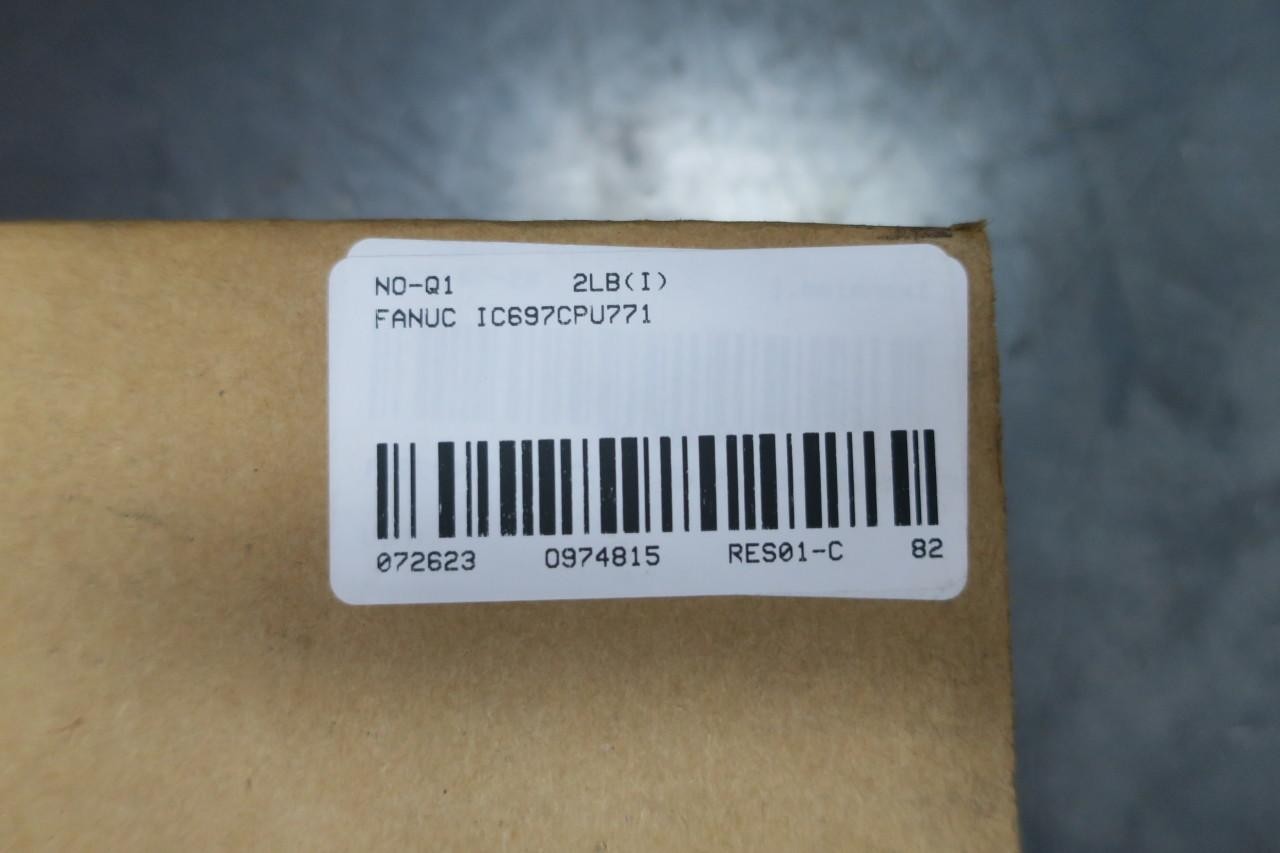 NO-Q1 2LB(I)
FANUC IC697CPU771
072623 0974815 RES01-C 82